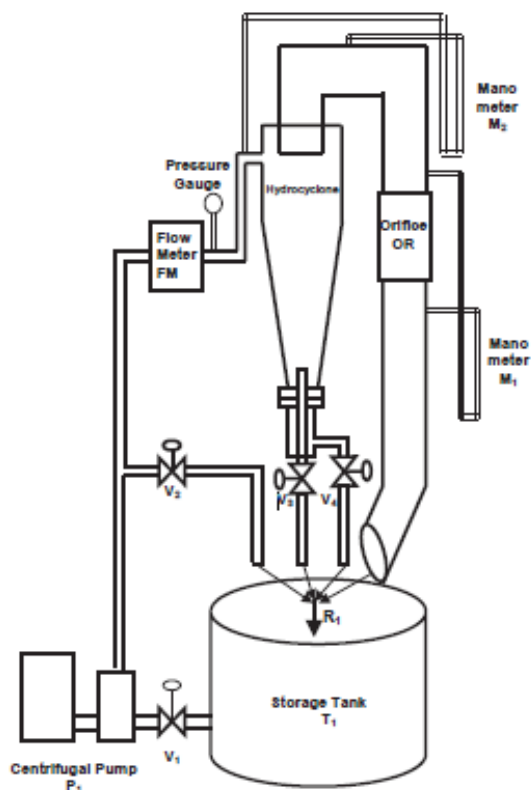 Mano
meter
M₂
Pressure
Gauge
Hydrocyclone
Flow
Meter
FM
Orifioe
OR
Mano
meter
M₁
V₂
V₃
V₄
R₁
Storage Tank
T₁
V₁
Centrifugal Pump
P₁